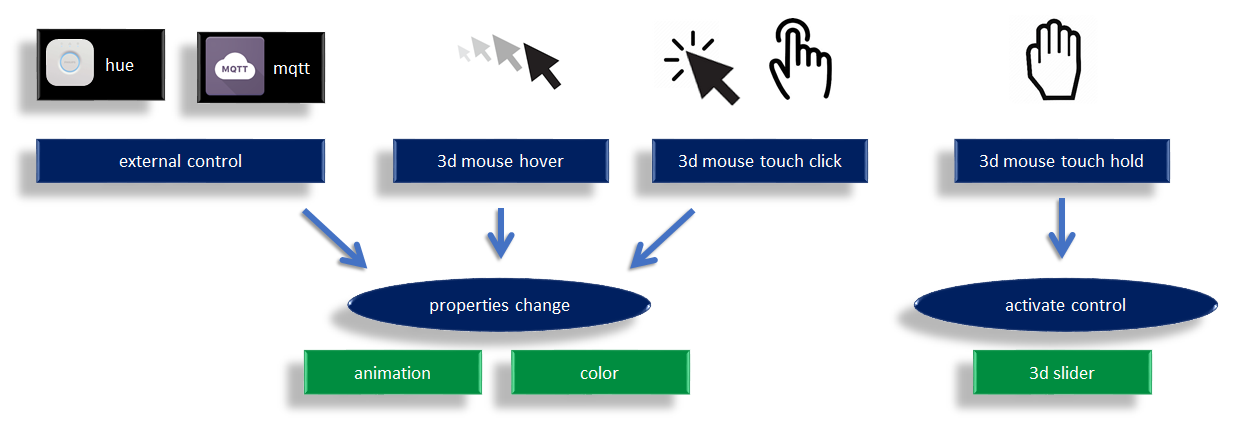 hue
MQTT
mqtt
external control
3d mouse hover
3d mouse touch click
3d mouse touch hold
properties change
activate control
animation
color
3d slider